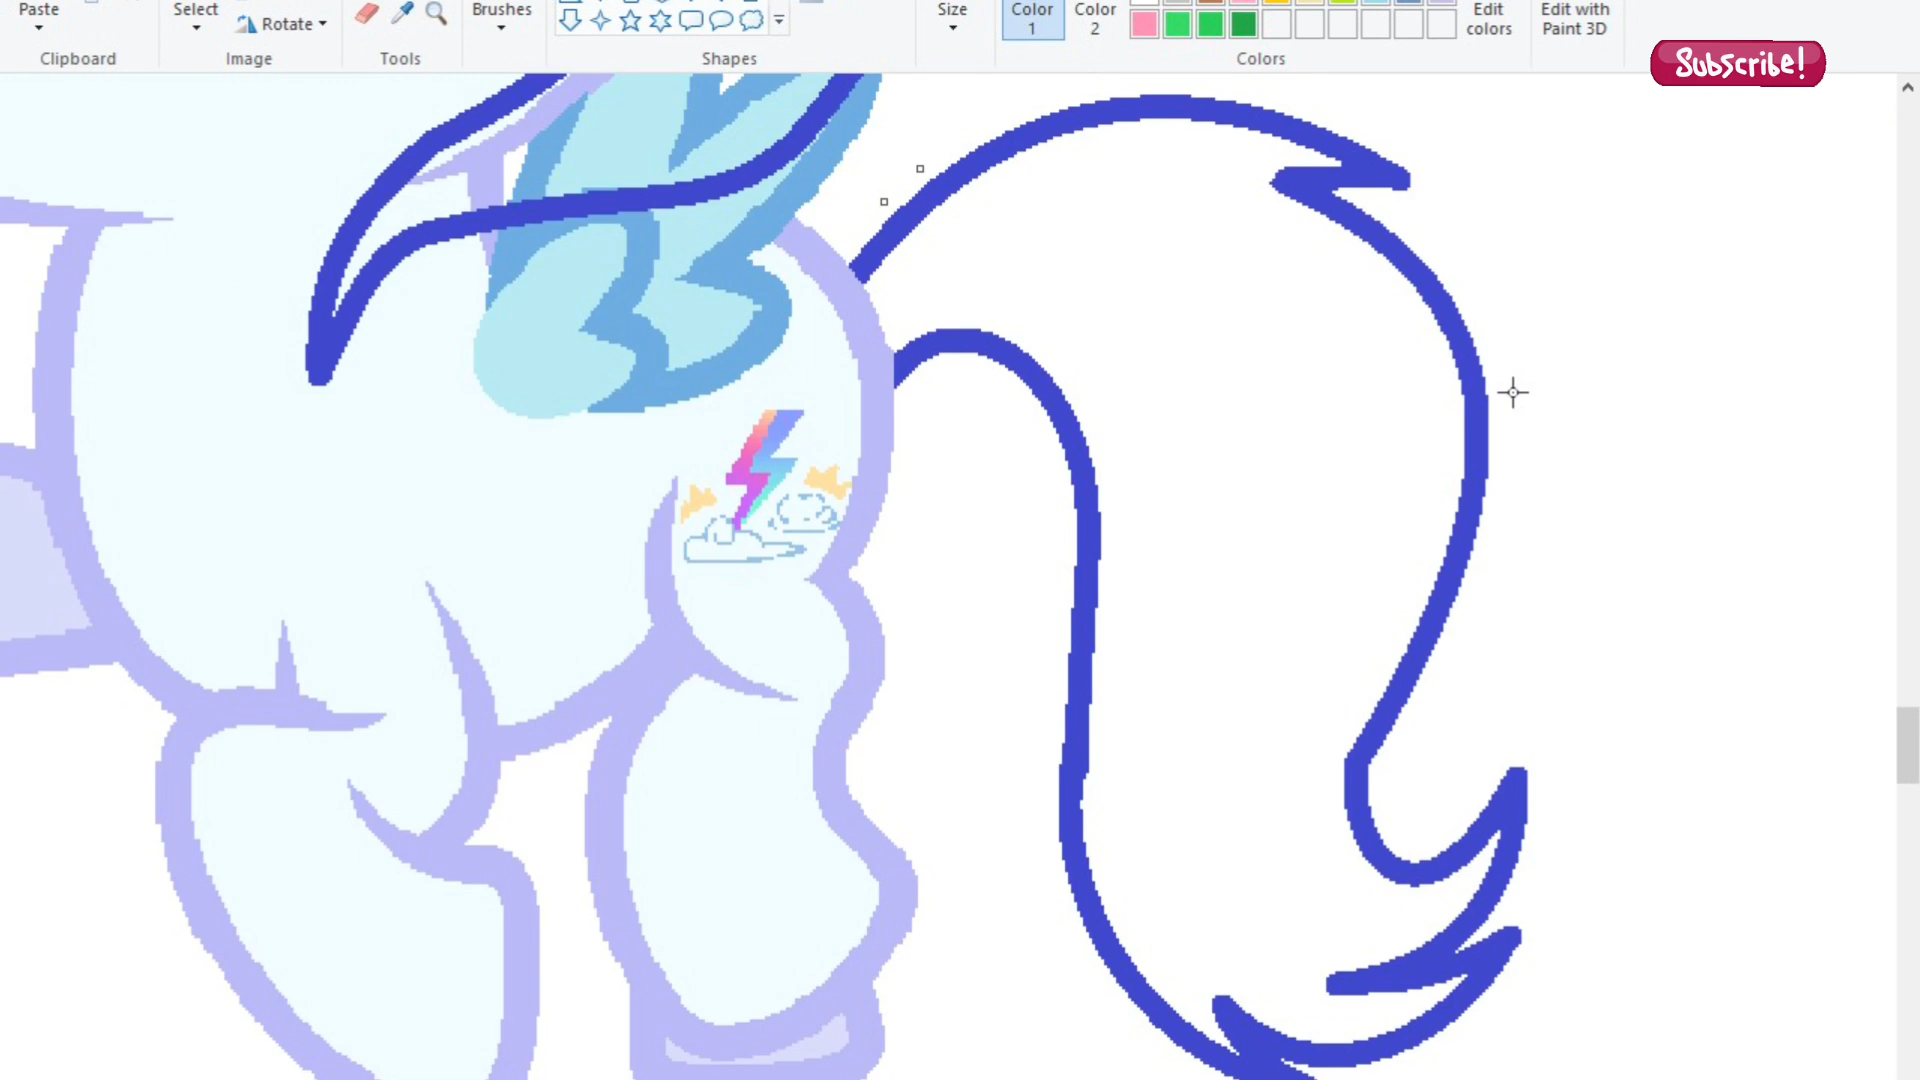 Paste
Select
Rotate
Brushes
Size
Color
1
Color
2
Edit
colors
Edit with
Paint 3D
Clipboard
Image
Tools
Shapes
Colors
Subscribe!